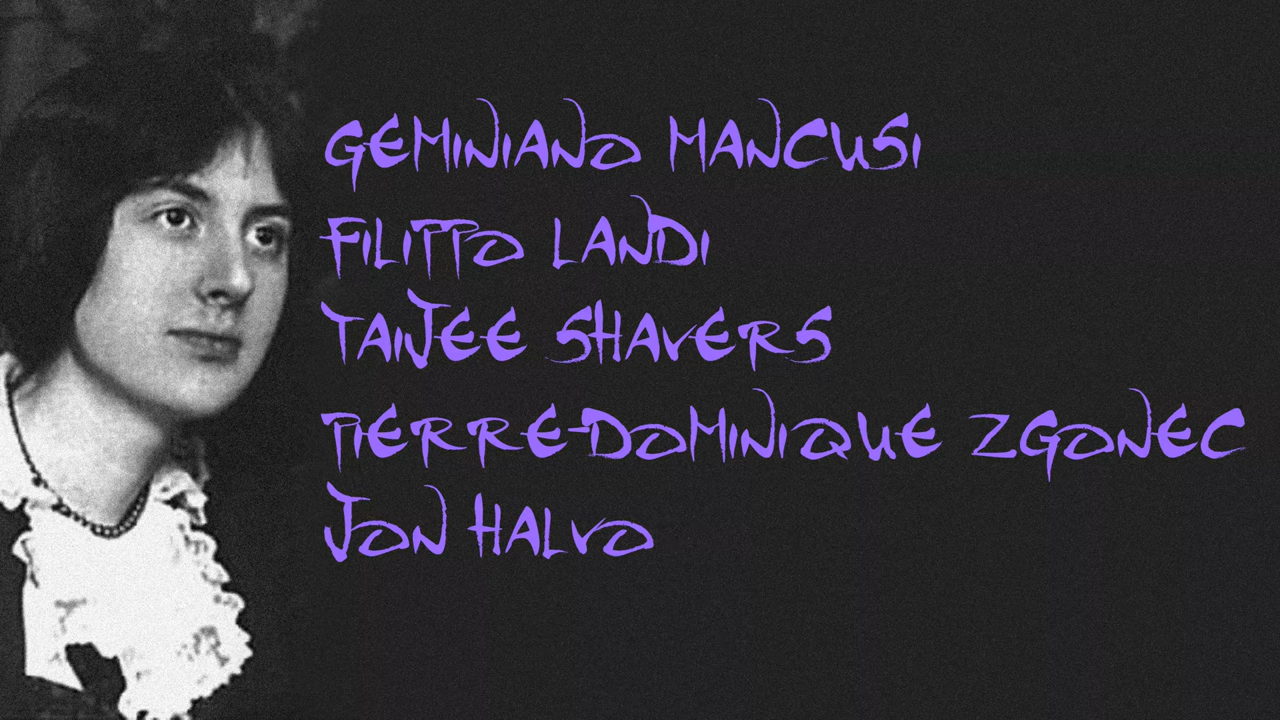 GEMINIANO MANCUSI
FILIPPO LANDI
TAIJEE SHAVERS
PIERRE-DOMINIQUE ZGONEC
JON HALVO